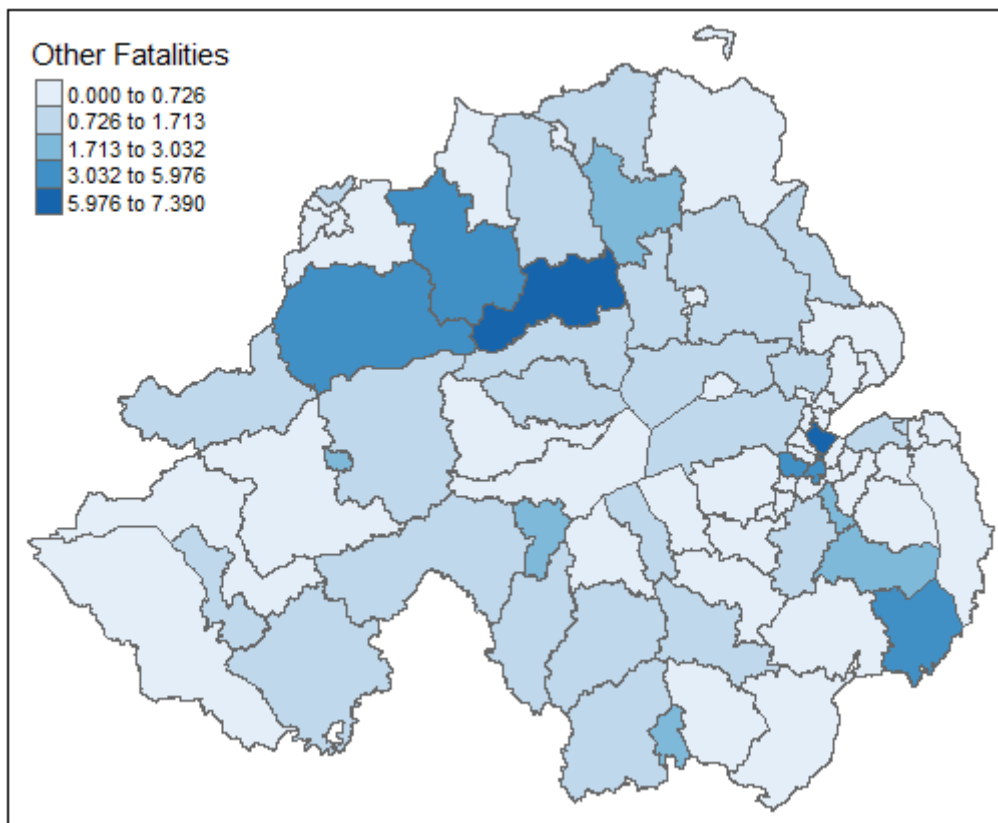 Other Fatalities
0.000 to 0.726
0.726 to 1.713
1.713 to 3.032
3.032 to 5.976
5.976 to 7.390